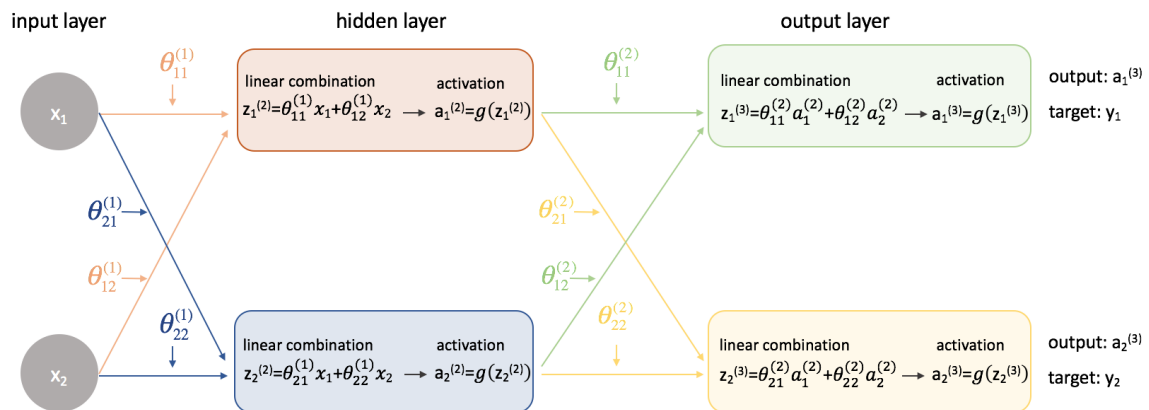 input layer hidden layer output layer
θ₁₁⁽¹⁾ θ₁₁⁽²⁾
linear combination activation linear combination activation output: a₁⁽³⁾
x₁ z₁⁽²⁾=θ₁₁⁽¹⁾x₁+θ₁₂⁽¹⁾x₂ → a₁⁽²⁾=g(z₁⁽²⁾) z₁⁽³⁾=θ₁₁⁽²⁾a₁⁽²⁾+θ₁₂⁽²⁾a₂⁽²⁾ → a₁⁽³⁾=g(z₁⁽³⁾) target: y₁
θ₂₁⁽¹⁾ θ₂₁⁽²⁾
θ₁₂⁽¹⁾ θ₁₂⁽²⁾
θ₂₂⁽¹⁾ θ₂₂⁽²⁾
linear combination activation linear combination activation output: a₂⁽³⁾
x₂ z₂⁽²⁾=θ₂₁⁽¹⁾x₁+θ₂₂⁽¹⁾x₂ → a₂⁽²⁾=g(z₂⁽²⁾) z₂⁽³⁾=θ₂₁⁽²⁾a₁⁽²⁾+θ₂₂⁽²⁾a₂⁽²⁾ → a₂⁽³⁾=g(z₂⁽³⁾) target: y₂